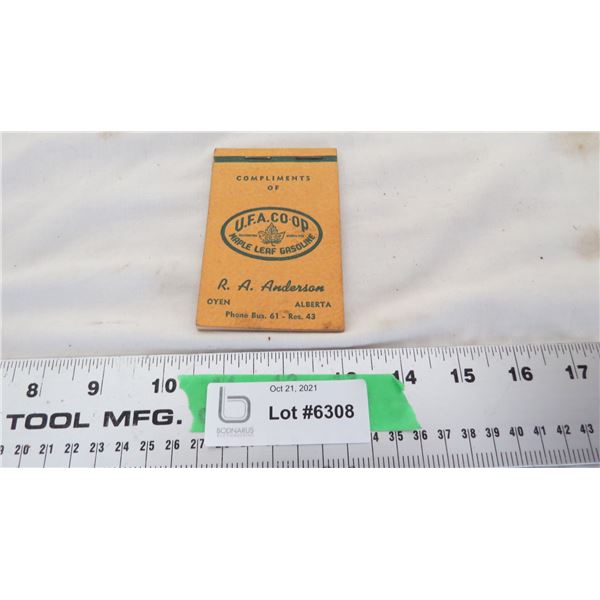 COMPLIMENTS
OF
U.F.A. CO-OP
MAPLE LEAF GASOLINE
R. A. Anderson
OYEN ALBERTA
Phone Bus. 61 - Res. 43
8 9 10 14 15 16 17
TOOL MFG.
Oct 21, 2021
Lot #6308
b
BODNARUS
AUCTIONEERING
20 21 22 23 24 25 26 27 35 36 37 38 39 40 41 42 43